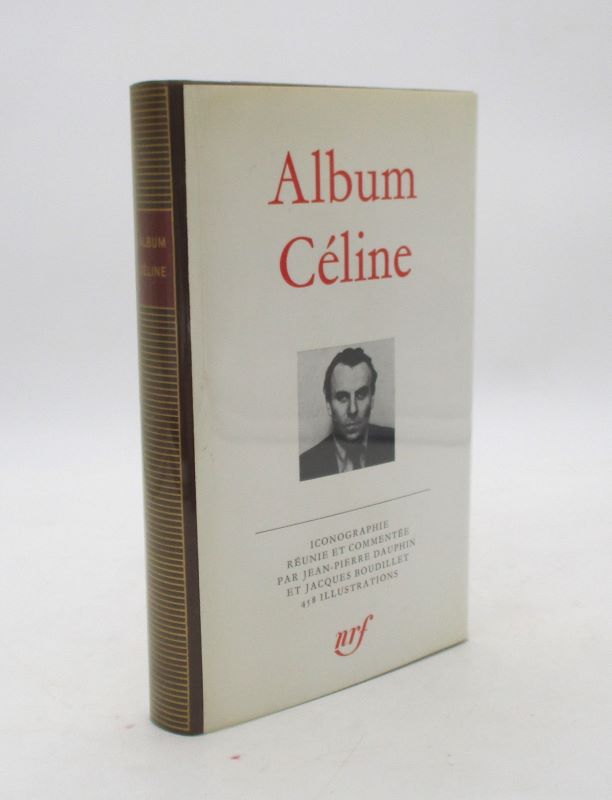 ALBUM
CÉLINE
Album
Céline
ICONOGRAPHIE
RÉUNIE ET COMMENTÉE
PAR JEAN-PIERRE DAUPHIN
ET JACQUES BOUDILLET
458 ILLUSTRATIONS
nrf